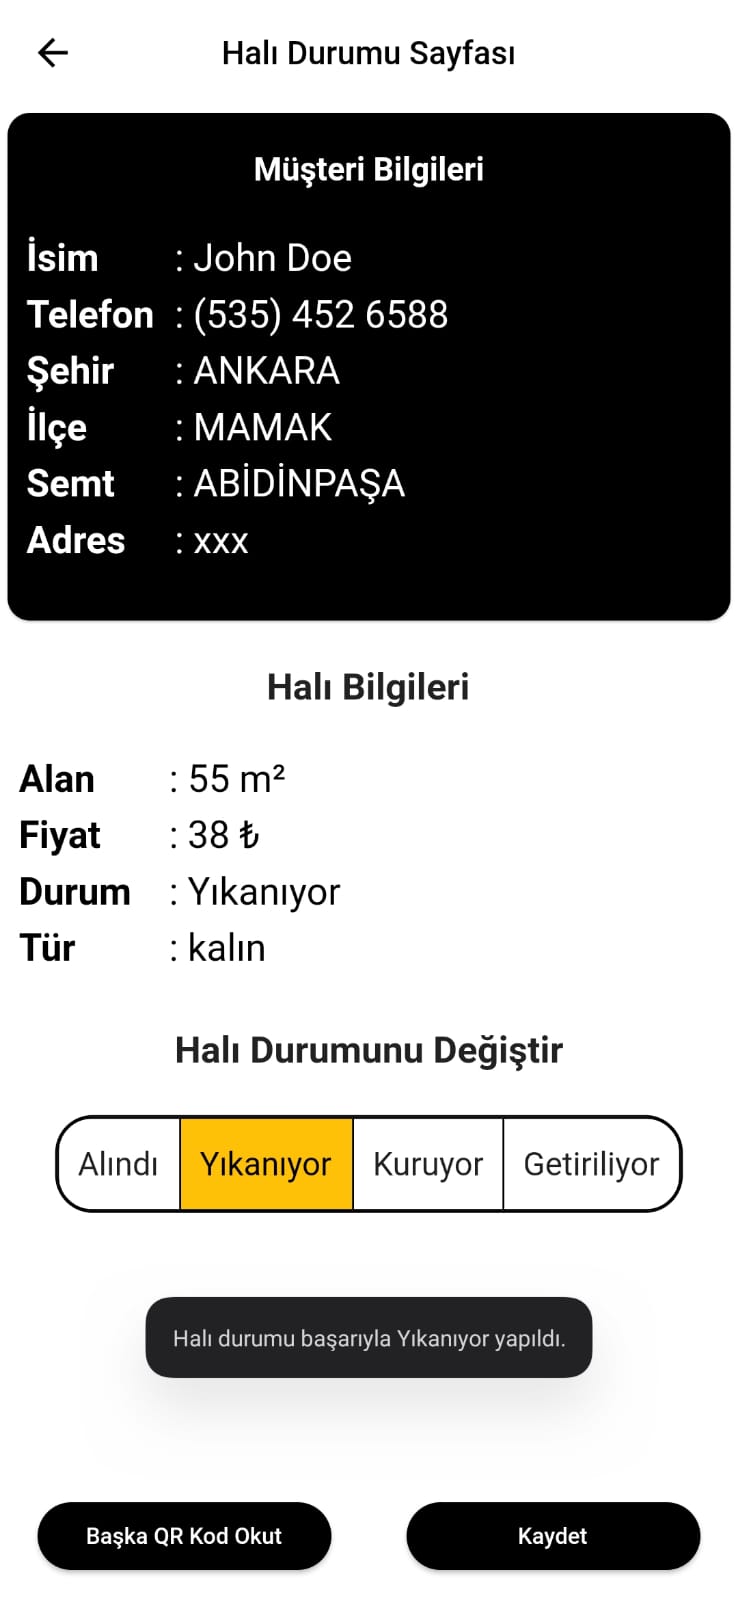 Halı Durumu Sayfası
Müşteri Bilgileri
İsim : John Doe
Telefon : (535) 452 6588
Şehir : ANKARA
İlçe : MAMAK
Semt : ABİDİNPAŞA
Adres : xxx
Halı Bilgileri
Alan : 55 m²
Fiyat : 38 ₺
Durum : Yıkanıyor
Tür : kalın
Halı Durumunu Değiştir
Alındı Yıkanıyor Kuruyor Getiriliyor
Halı durumu başarıyla Yıkanıyor yapıldı.
Başka QR Kod Okut Kaydet